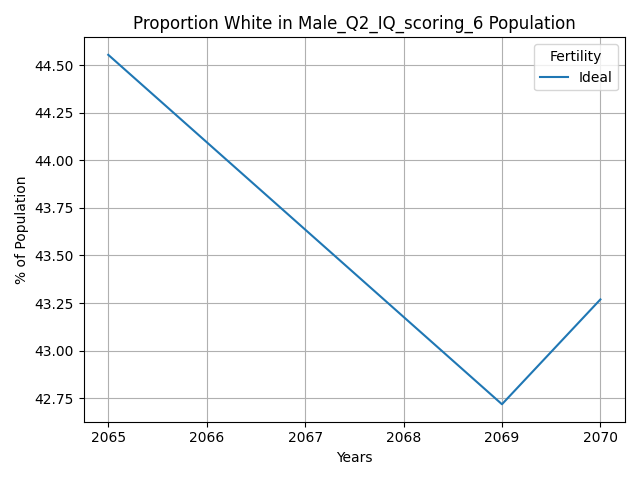 Proportion White in Male_Q2_IQ_scoring_6 Population
Fertility
Ideal
44.50
44.25
44.00
43.75
43.50
43.25
43.00
42.75
% of Population
2065 2066 2067 2068 2069 2070
Years